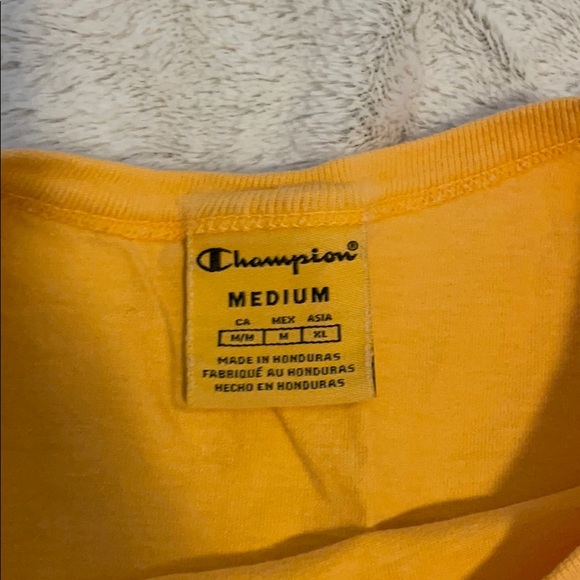 Champion®
MEDIUM
CA MEX ASIA
M/M M XL
MADE IN HONDURAS
FABRIQUÉ AU HONDURAS
HECHO EN HONDURAS